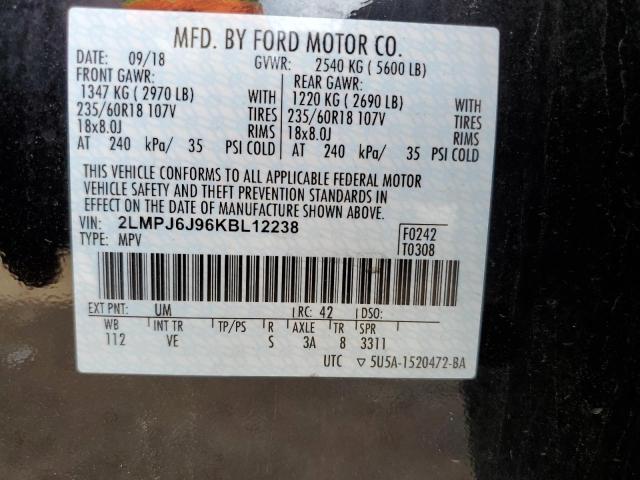 MFD. BY FORD MOTOR CO.
DATE: 09/18 GVWR: 2540 KG ( 5600 LB)
FRONT GAWR: REAR GAWR:
1347 KG ( 2970 LB) WITH 1220 KG ( 2690 LB) WITH
235/60R18 107V TIRES 235/60R18 107V TIRES
18x8.0J RIMS 18x8.0J RIMS
AT 240 kPa/ 35 PSI COLD AT 240 kPa/ 35 PSI COLD
THIS VEHICLE CONFORMS TO ALL APPLICABLE FEDERAL MOTOR
VEHICLE SAFETY AND THEFT PREVENTION STANDARDS IN
EFFECT ON THE DATE OF MANUFACTURE SHOWN ABOVE.
VIN: 2LMPJ6J96KBL12238 F0242
TYPE: MPV T0308
EXT PNT: UM RC: 42 DSO:
WB INT TR TP/PS R AXLE TR SPR
112 VE S 3A 8 3311
UTC ▽ 5U5A-1520472-BA